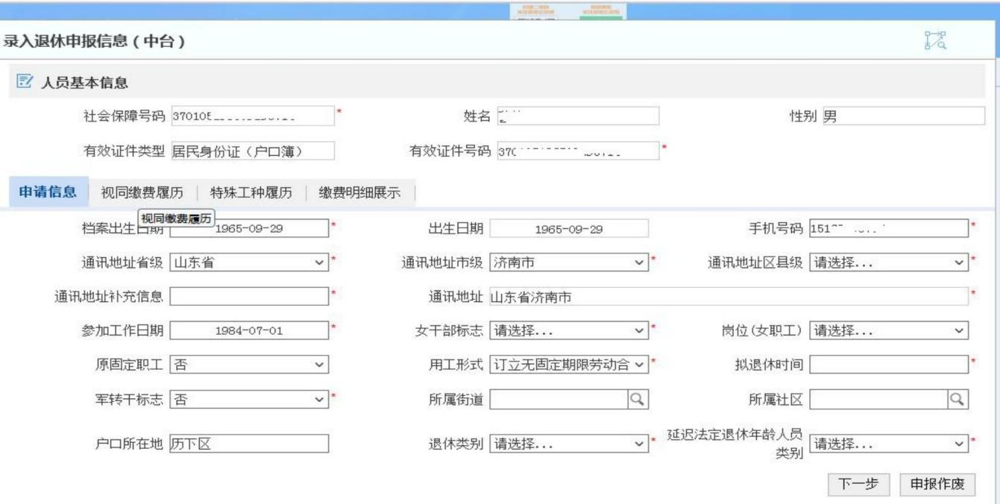 录入退休申报信息（中台）
人员基本信息
社会保障号码 370105 * 姓名 性别 男
有效证件类型 居民身份证（户口簿） 有效证件号码 370 *
申请信息 视同缴费履历 特殊工种履历 缴费明细展示
视同缴费履历
档案出生日期 1965-09-29 * 出生日期 1965-09-29 手机号码 151 *
通讯地址省级 山东省 * 通讯地址市级 济南市 * 通讯地址区县级 请选择... *
通讯地址补充信息 * 通讯地址 山东省济南市 *
参加工作日期 1984-07-01 * 女干部标志 请选择... * 岗位(女职工) 请选择...
原固定职工 否 用工形式 订立无固定期限劳动合 * 拟退休时间 *
军转干标志 否 * 所属街道 所属社区
户口所在地 历下区 退休类别 请选择... * 延迟法定退休年龄人员
类别 请选择... *
下一步 申报作废